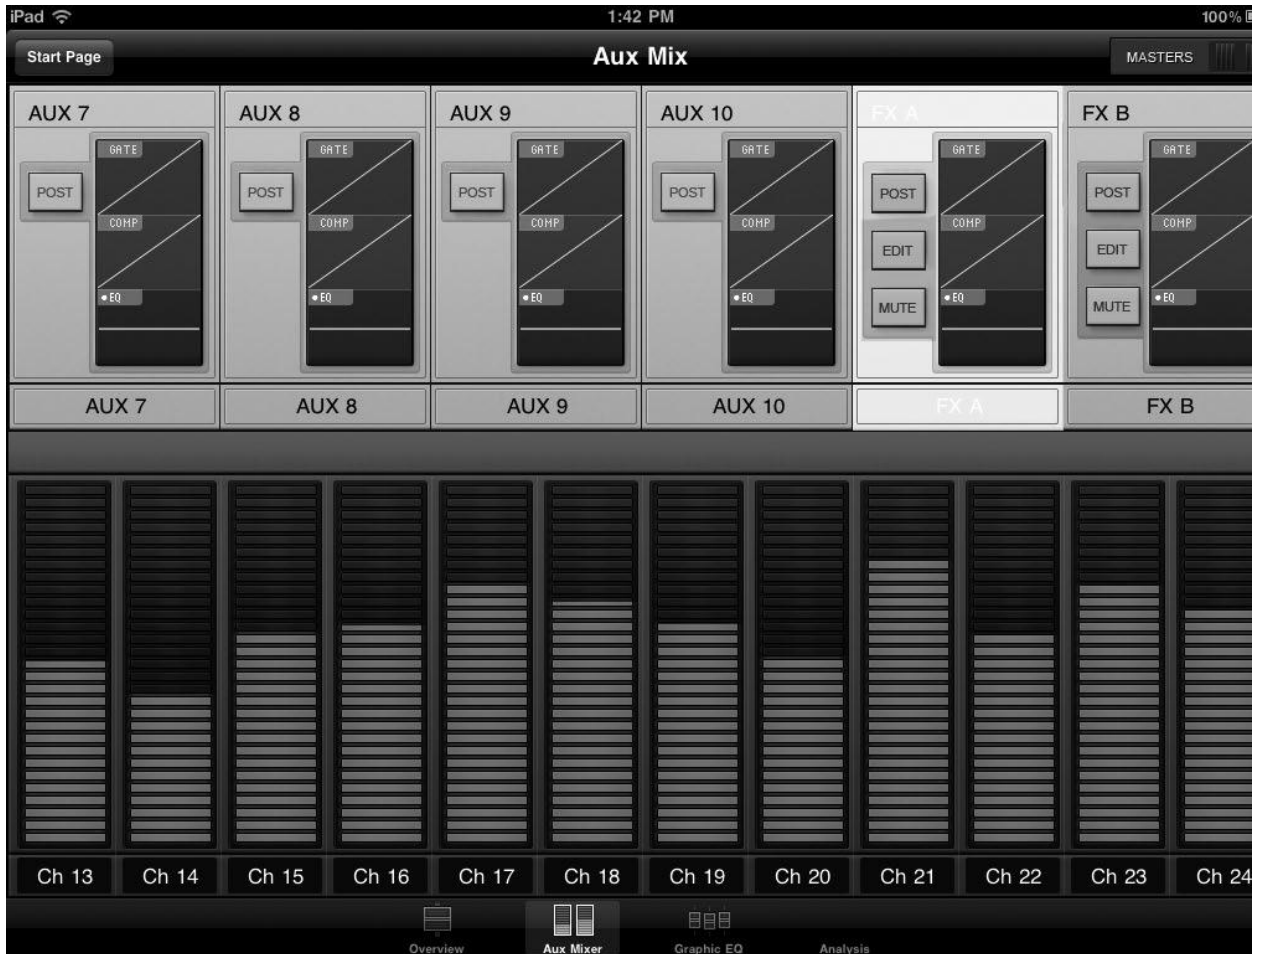 iPad 1:42 PM 100%
Start Page Aux Mix MASTERS
AUX 7 AUX 8 AUX 9 AUX 10 FX A FX B
GATE GATE GATE GATE GATE GATE
POST POST POST POST POST POST
COMP COMP COMP COMP COMP COMP
EDIT EDIT
EQ EQ EQ EQ EQ EQ
MUTE MUTE
AUX 7 AUX 8 AUX 9 AUX 10 FX A FX B
Ch 13 Ch 14 Ch 15 Ch 16 Ch 17 Ch 18 Ch 19 Ch 20 Ch 21 Ch 22 Ch 23 Ch 24
Overview Aux Mixer Graphic EQ Analysis